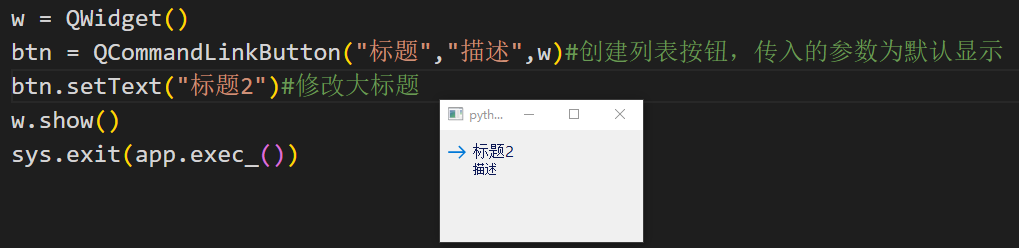 w = QWidget()
btn = QCommandLinkButton("标题","描述",w)#创建列表按钮，传入的参数为默认显示
btn.setText("标题2")#修改大标题
w.show()
sys.exit(app.exec_())
pyth...
标题2
描述